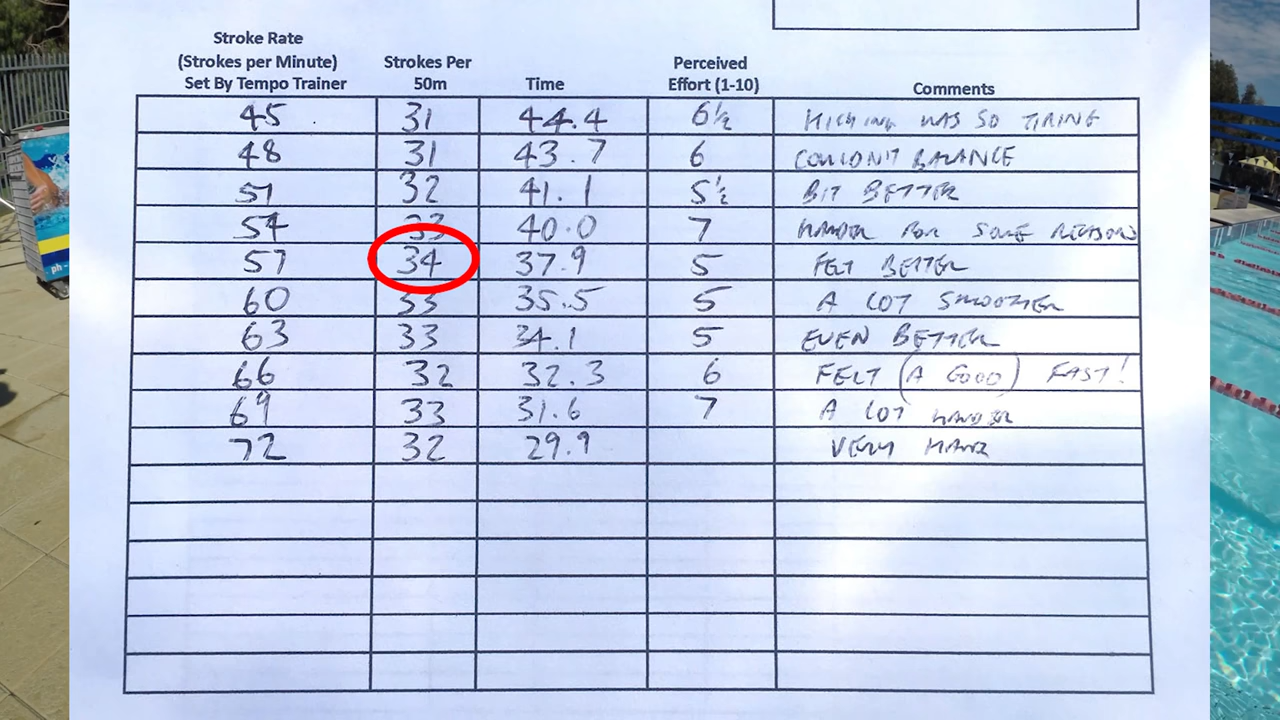 Stroke Rate
(Strokes per Minute) Strokes Per Perceived
Set By Tempo Trainer 50m Time Effort (1-10) Comments
45 31 44.4 6½ KICKING WAS SO TIRING
48 31 43.7 6 COULDN'T BALANCE
51 32 41.1 5½ BIT BETTER
54 33 40.0 7 HARDER FOR SOME REASON
57 34 37.9 5 FELT BETTER
60 33 35.5 5 A LOT SMOOTHER
63 33 34.1 5 EVEN BETTER
66 32 32.3 6 FELT (A GOOD) FAST!
69 33 31.6 7 A LOT HARDER
72 32 29.9 VERY HARD
ph -